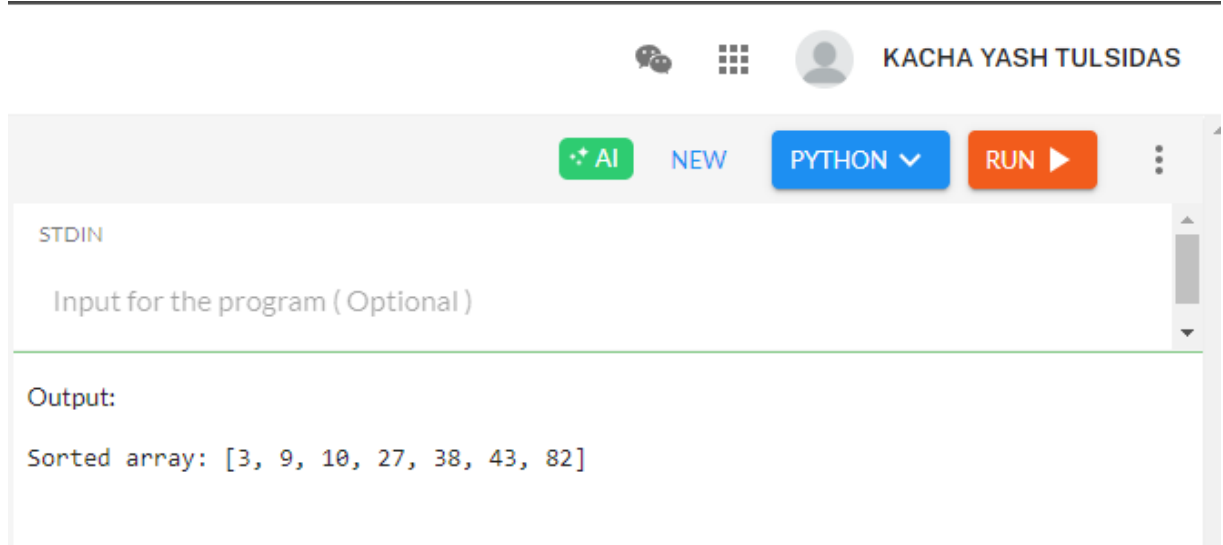 KACHA YASH TULSIDAS
AI NEW PYTHON RUN
STDIN
Input for the program ( Optional )
Output:
Sorted array: [3, 9, 10, 27, 38, 43, 82]